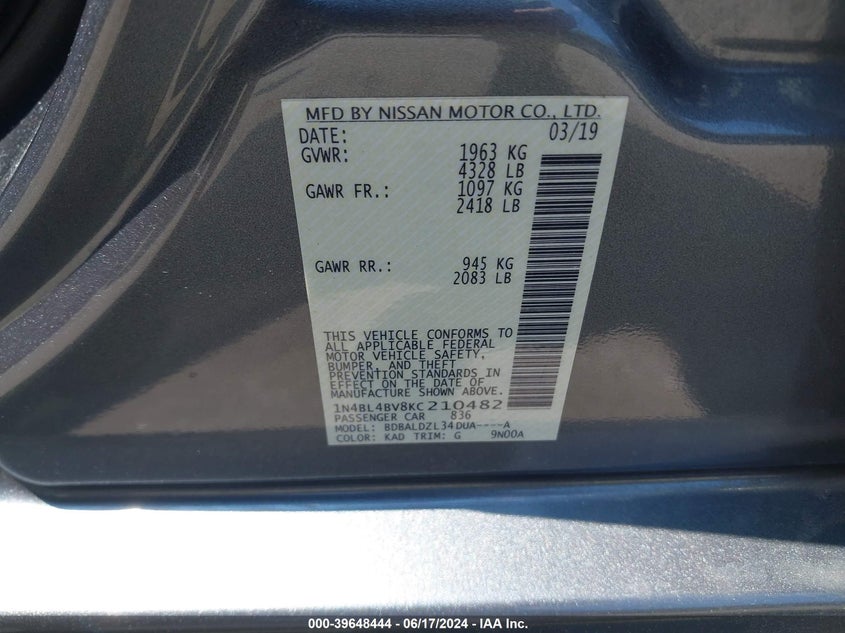 MFD BY NISSAN MOTOR CO., LTD.
DATE: 03/19
GVWR: 1963 KG
4328 LB
GAWR FR.: 1097 KG
2418 LB
GAWR RR.: 945 KG
2083 LB
THIS VEHICLE CONFORMS TO
ALL APPLICABLE FEDERAL
MOTOR VEHICLE SAFETY,
BUMPER, AND THEFT
PREVENTION STANDARDS IN
EFFECT ON THE DATE OF
MANUFACTURE SHOWN ABOVE.
1N4BL4BV8KC210482
PASSENGER CAR 836
MODEL: BDBALDZL34DUA----A
COLOR: KAD TRIM: G 9N00A
000-39648444 - 06/17/2024 - IAA Inc.